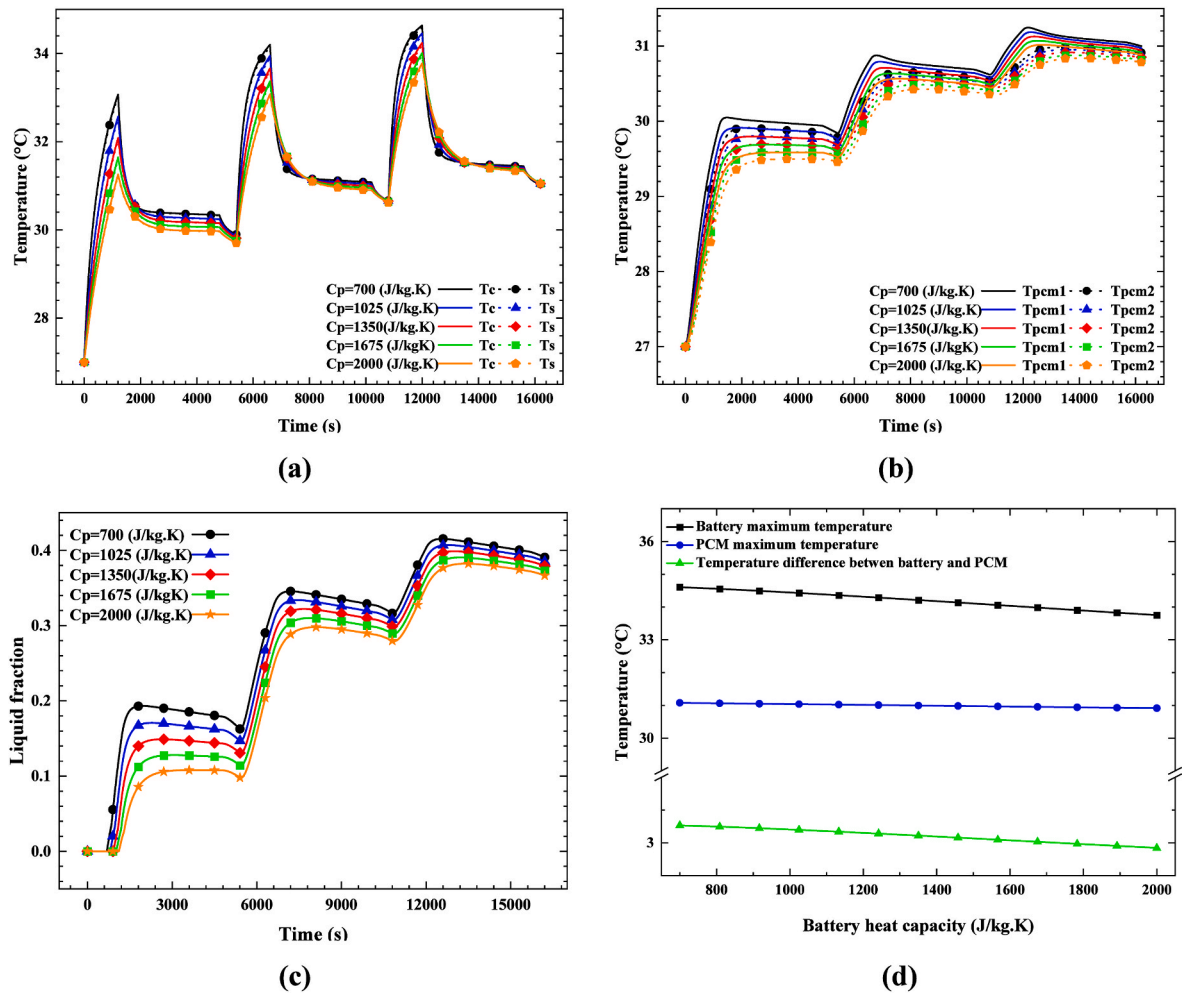 34
32
30
28
Temperature (°C)
Cp=700 (J/kg.K) Tc Ts
Cp=1025 (J/kg.K) Tc Ts
Cp=1350(J/kg.K) Tc Ts
Cp=1675 (J/kg.K) Tc Ts
Cp=2000 (J/kg.K) Tc Ts
0 2000 4000 6000 8000 10000 12000 14000 16000
Time (s)
(a)
31
30
29
28
27
Temperature (°C)
Cp=700 (J/kg.K) Tpcm1 Tpcm2
Cp=1025 (J/kg.K) Tpcm1 Tpcm2
Cp=1350(J/kg.K) Tpcm1 Tpcm2
Cp=1675 (J/kgK) Tpcm1 Tpcm2
Cp=2000 (J/kg.K) Tpcm1 Tpcm2
0 2000 4000 6000 8000 10000 12000 14000 16000
Time (s)
(b)
Cp=700 (J/kg.K)
Cp=1025 (J/kg.K)
Cp=1350(J/kg.K)
Cp=1675 (J/kg.K)
Cp=2000 (J/kg.K)
0.4
0.3
0.2
0.1
0.0
Liquid fraction
0 3000 6000 9000 12000 15000
Time (s)
(c)
Battery maximum temperature
PCM maximum temperature
Temperature difference betwen battery and PCM
36
33
30
3
Temperature (°C)
800 1000 1200 1400 1600 1800 2000
Battery heat capacity (J/kg.K)
(d)